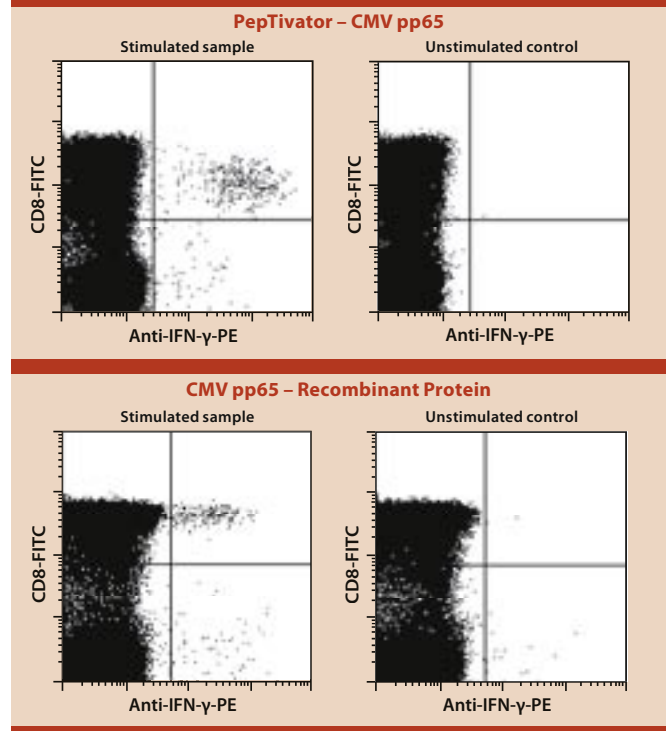 PepTivator – CMV pp65
Stimulated sample
Unstimulated control
CD8-FITC
CD8-FITC
Anti-IFN-γ-PE
Anti-IFN-γ-PE
CMV pp65 – Recombinant Protein
Stimulated sample
Unstimulated control
CD8-FITC
CD8-FITC
Anti-IFN-γ-PE
Anti-IFN-γ-PE